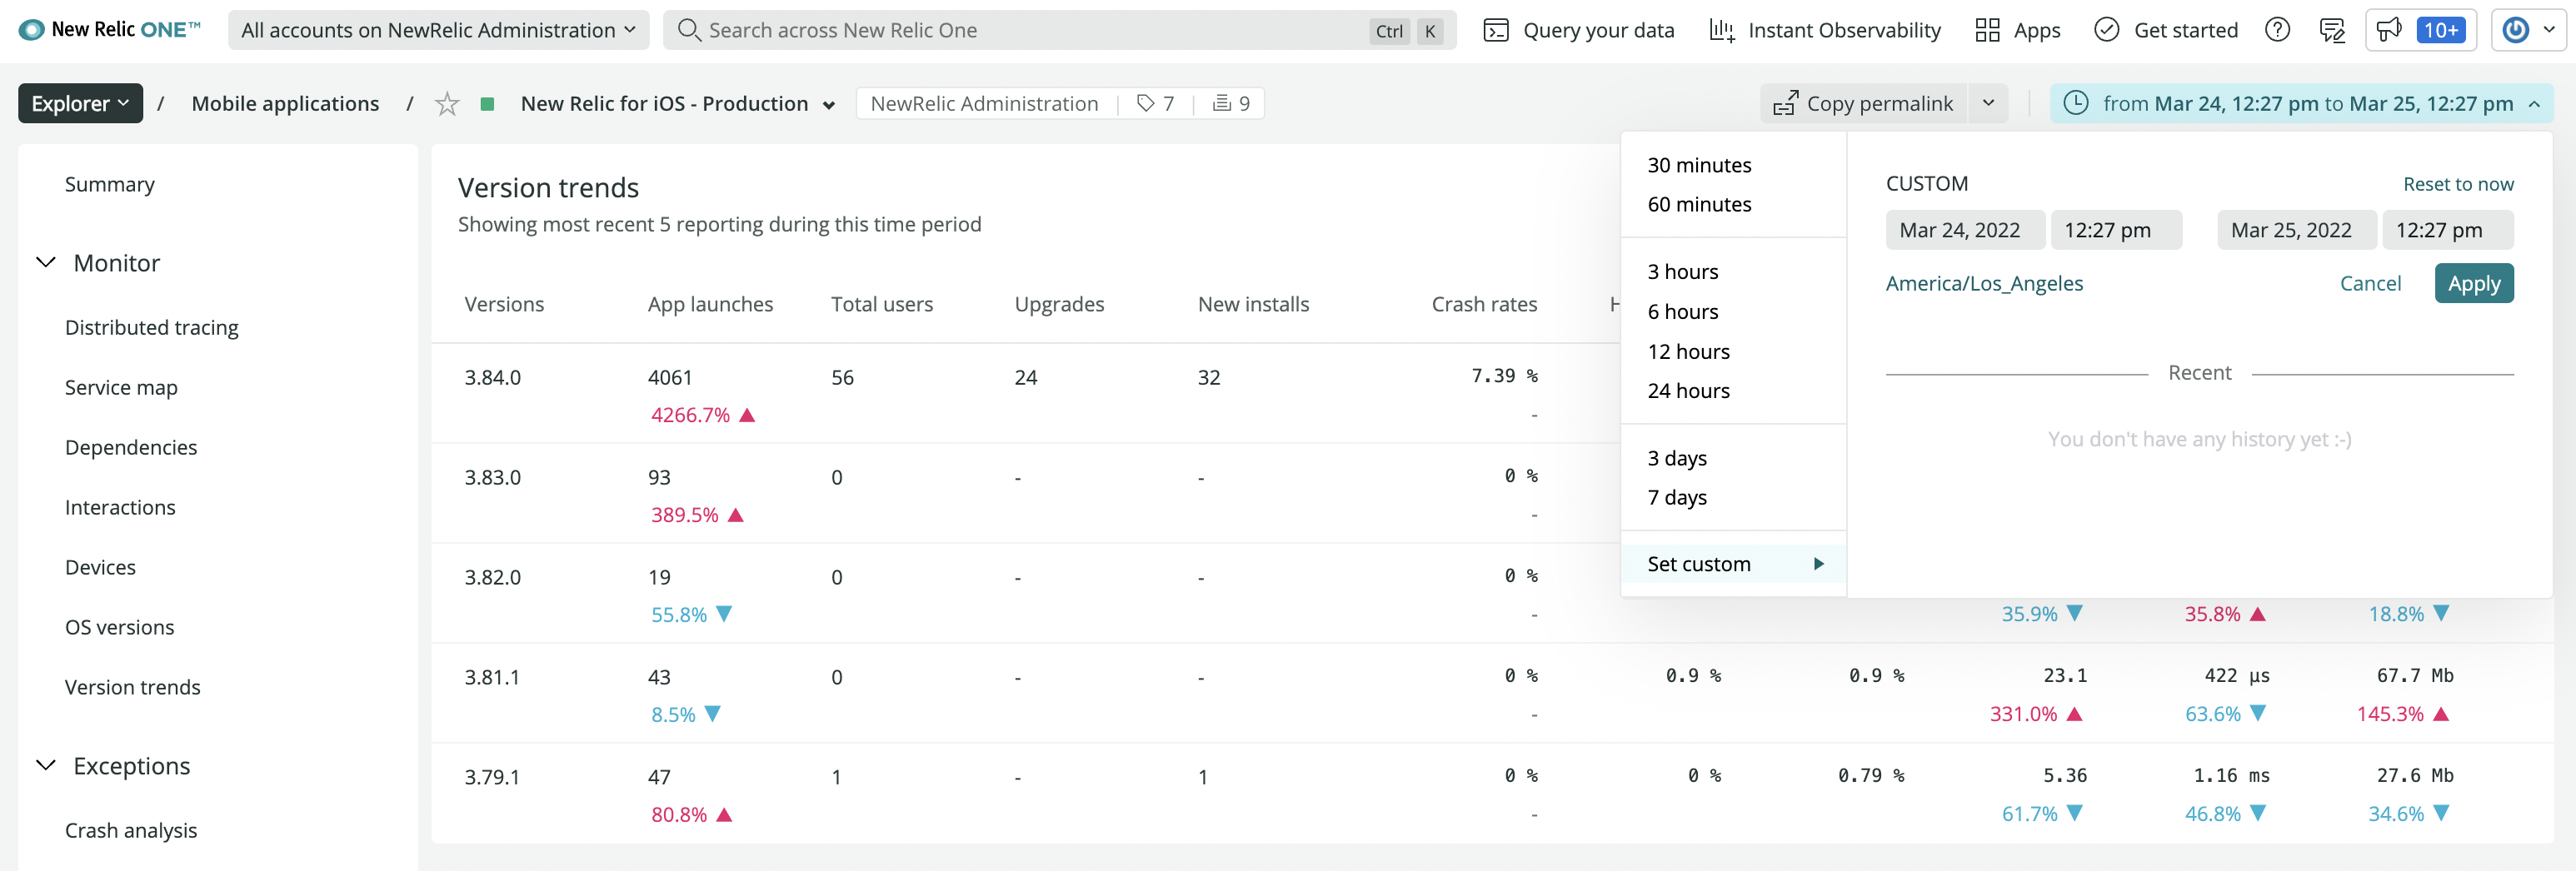 New Relic ONE™ All accounts on NewRelic Administration Search across New Relic One Ctrl K Query your data Instant Observability Apps Get started 10+
Explorer / Mobile applications / New Relic for iOS - Production NewRelic Administration 7 9 Copy permalink from Mar 24, 12:27 pm to Mar 25, 12:27 pm
Summary
Monitor
Distributed tracing
Service map
Dependencies
Interactions
Devices
OS versions
Version trends
Exceptions
Crash analysis
Version trends
Showing most recent 5 reporting during this time period
Versions App launches Total users Upgrades New installs Crash rates H
3.84.0 4061 56 24 32 7.39 %
4266.7% ▲ -
3.83.0 93 0 - - 0 %
389.5% ▲ -
3.82.0 19 0 - - 0 %
55.8% ▼ - 35.9% ▼ 35.8% ▲ 18.8% ▼
3.81.1 43 0 - - 0 % 0.9 % 0.9 % 23.1 422 µs 67.7 Mb
8.5% ▼ - 331.0% ▲ 63.6% ▼ 145.3% ▲
3.79.1 47 1 - 1 0 % 0 % 0.79 % 5.36 1.16 ms 27.6 Mb
80.8% ▲ - 61.7% ▼ 46.8% ▼ 34.6% ▼
30 minutes
60 minutes
3 hours
6 hours
12 hours
24 hours
3 days
7 days
Set custom
CUSTOM Reset to now
Mar 24, 2022 12:27 pm Mar 25, 2022 12:27 pm
America/Los_Angeles Cancel Apply
Recent
You don't have any history yet :-)